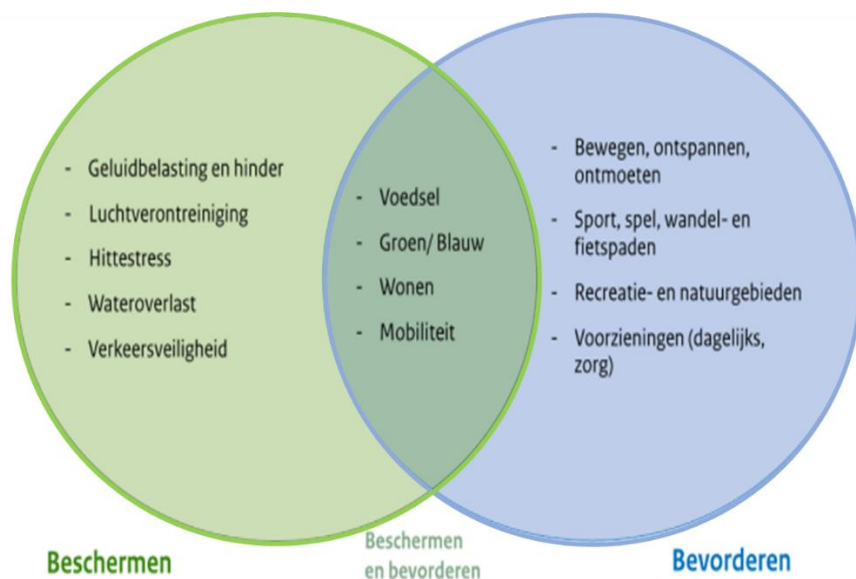 - Geluidbelasting en hinder
- Luchtverontreiniging
- Hittestress
- Wateroverlast
- Verkeersveiligheid
- Voedsel
- Groen/ Blauw
- Wonen
- Mobiliteit
- Bewegen, ontspannen,
ontmoeten
- Sport, spel, wandel- en
fietspaden
- Recreatie- en natuurgebieden
- Voorzieningen (dagelijks,
zorg)
Beschermen
Beschermen
en bevorderen
Bevorderen